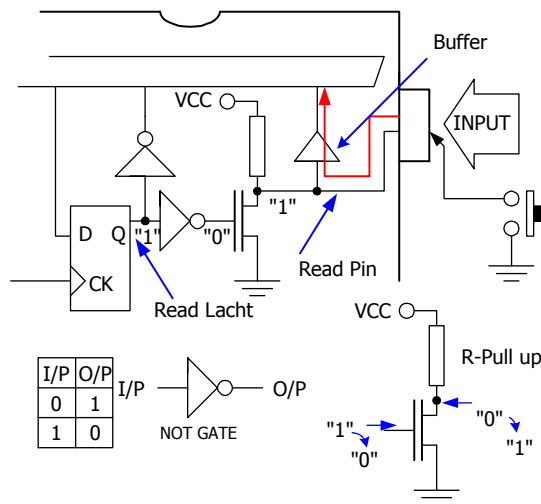 Buffer
VCC
INPUT
"1"
D
Q
"1"
"0"
Read Pin
CK
Read Lacht
VCC
R-Pull up
I/P O/P
0 1
1 0
I/P
O/P
NOT GATE
"1"
"0"
"0"
"1"